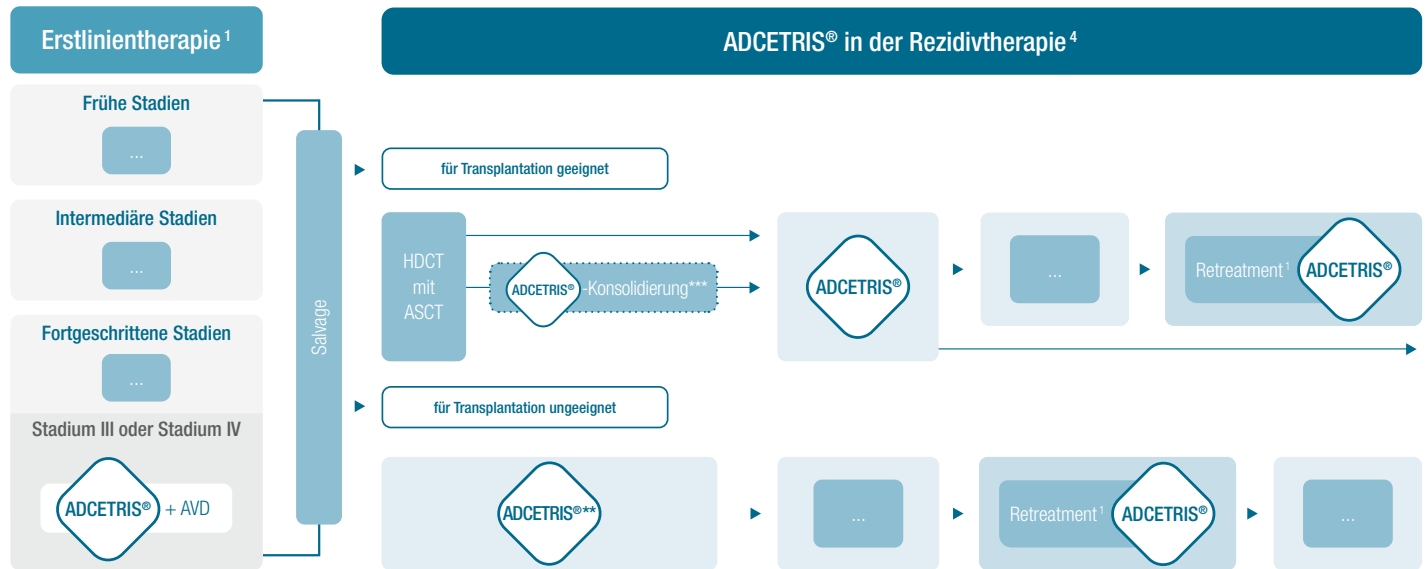 Erstlinientherapie ¹
ADCETRIS® in der Rezidivtherapie ⁴
Frühe Stadien
...
Intermediäre Stadien
...
Fortgeschrittene Stadien
...
Stadium III oder Stadium IV
ADCETRIS® + AVD
Salvage
für Transplantation geeignet
HDCT
mit
ASCT
ADCETRIS® -Konsolidierung***
ADCETRIS®
...
Retreatment ¹ ADCETRIS®
für Transplantation ungeeignet
ADCETRIS®**
...
Retreatment ¹ ADCETRIS®
...